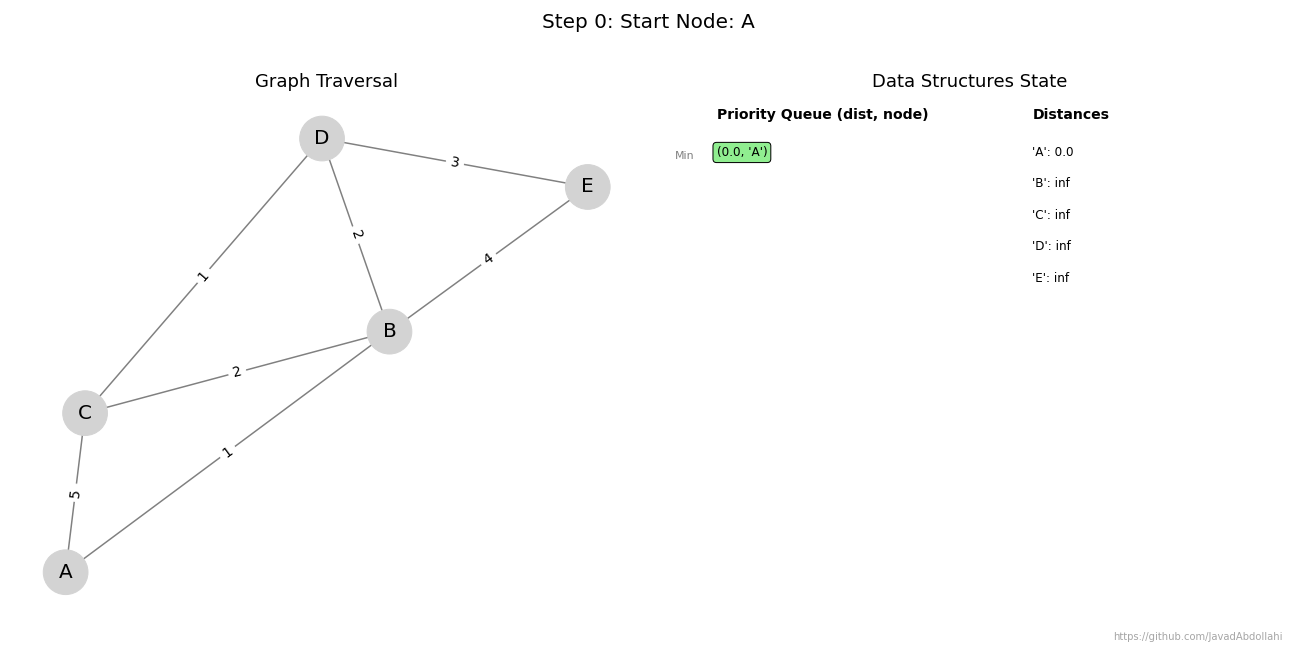 Step 0: Start Node: A
Graph Traversal
D
3
E
2
4
1
B
2
C
1
5
A
Data Structures State
Priority Queue (dist, node)
Min
(0.0, 'A')
Distances
'A': 0.0
'B': inf
'C': inf
'D': inf
'E': inf
https://github.com/JavadAbdollahi